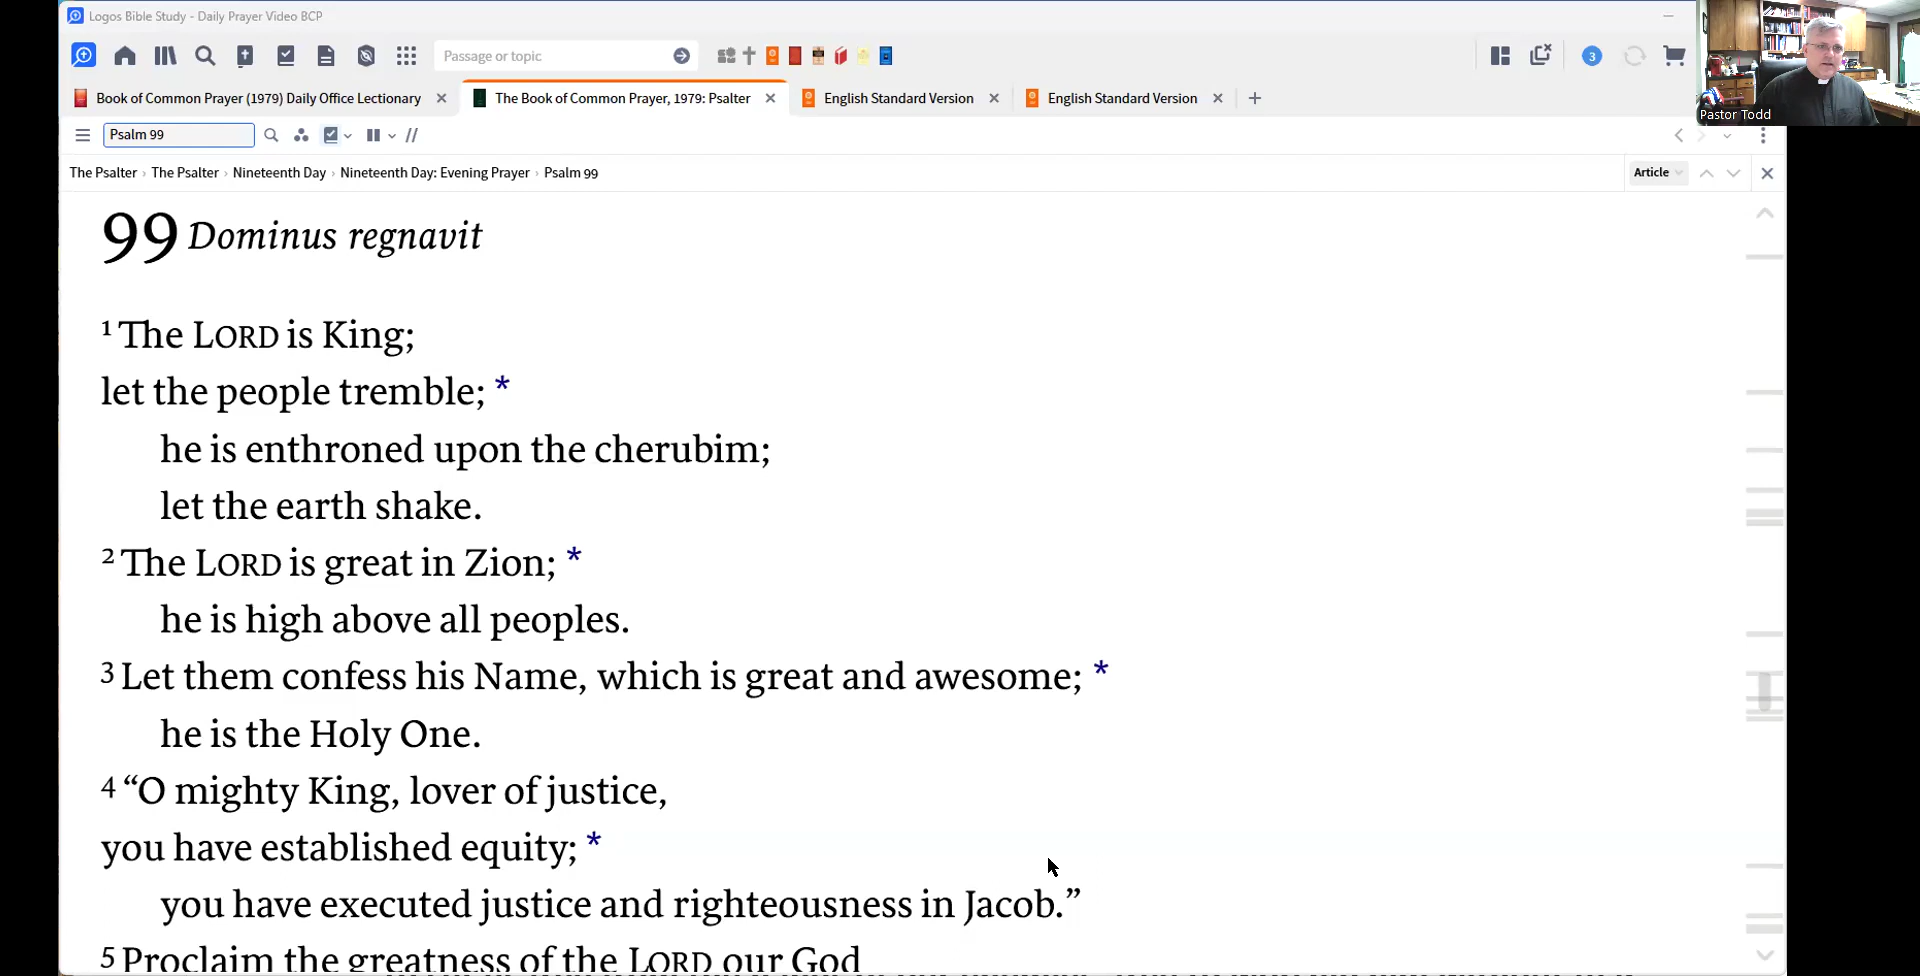 Logos Bible Study - Daily Prayer Video BCP
Passage or topic
3
Pastor Todd
Book of Common Prayer (1979) Daily Office Lectionary
The Book of Common Prayer, 1979: Psalter
English Standard Version
English Standard Version
Psalm 99
The Psalter › The Psalter › Nineteenth Day › Nineteenth Day: Evening Prayer › Psalm 99
Article
99 Dominus regnavit
1 The LORD is King;
let the people tremble; *
he is enthroned upon the cherubim;
let the earth shake.
2 The LORD is great in Zion; *
he is high above all peoples.
3 Let them confess his Name, which is great and awesome; *
he is the Holy One.
4 “O mighty King, lover of justice,
you have established equity; *
you have executed justice and righteousness in Jacob.”
5 Proclaim the greatness of the LORD our God